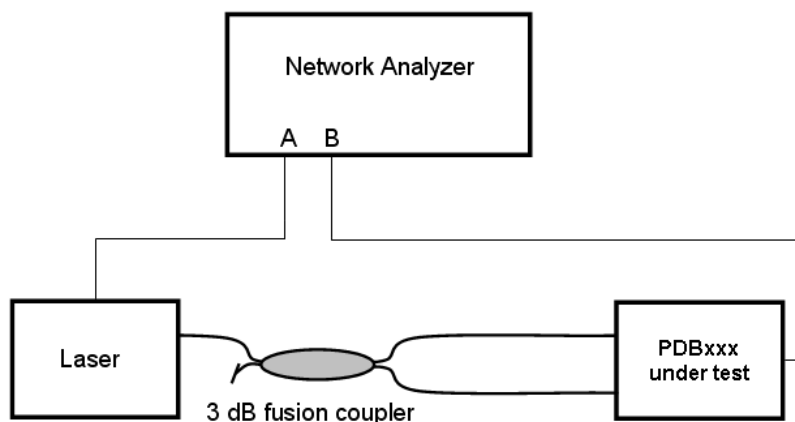 Network Analyzer
A B
Laser
PDBxxx
under test
3 dB fusion coupler